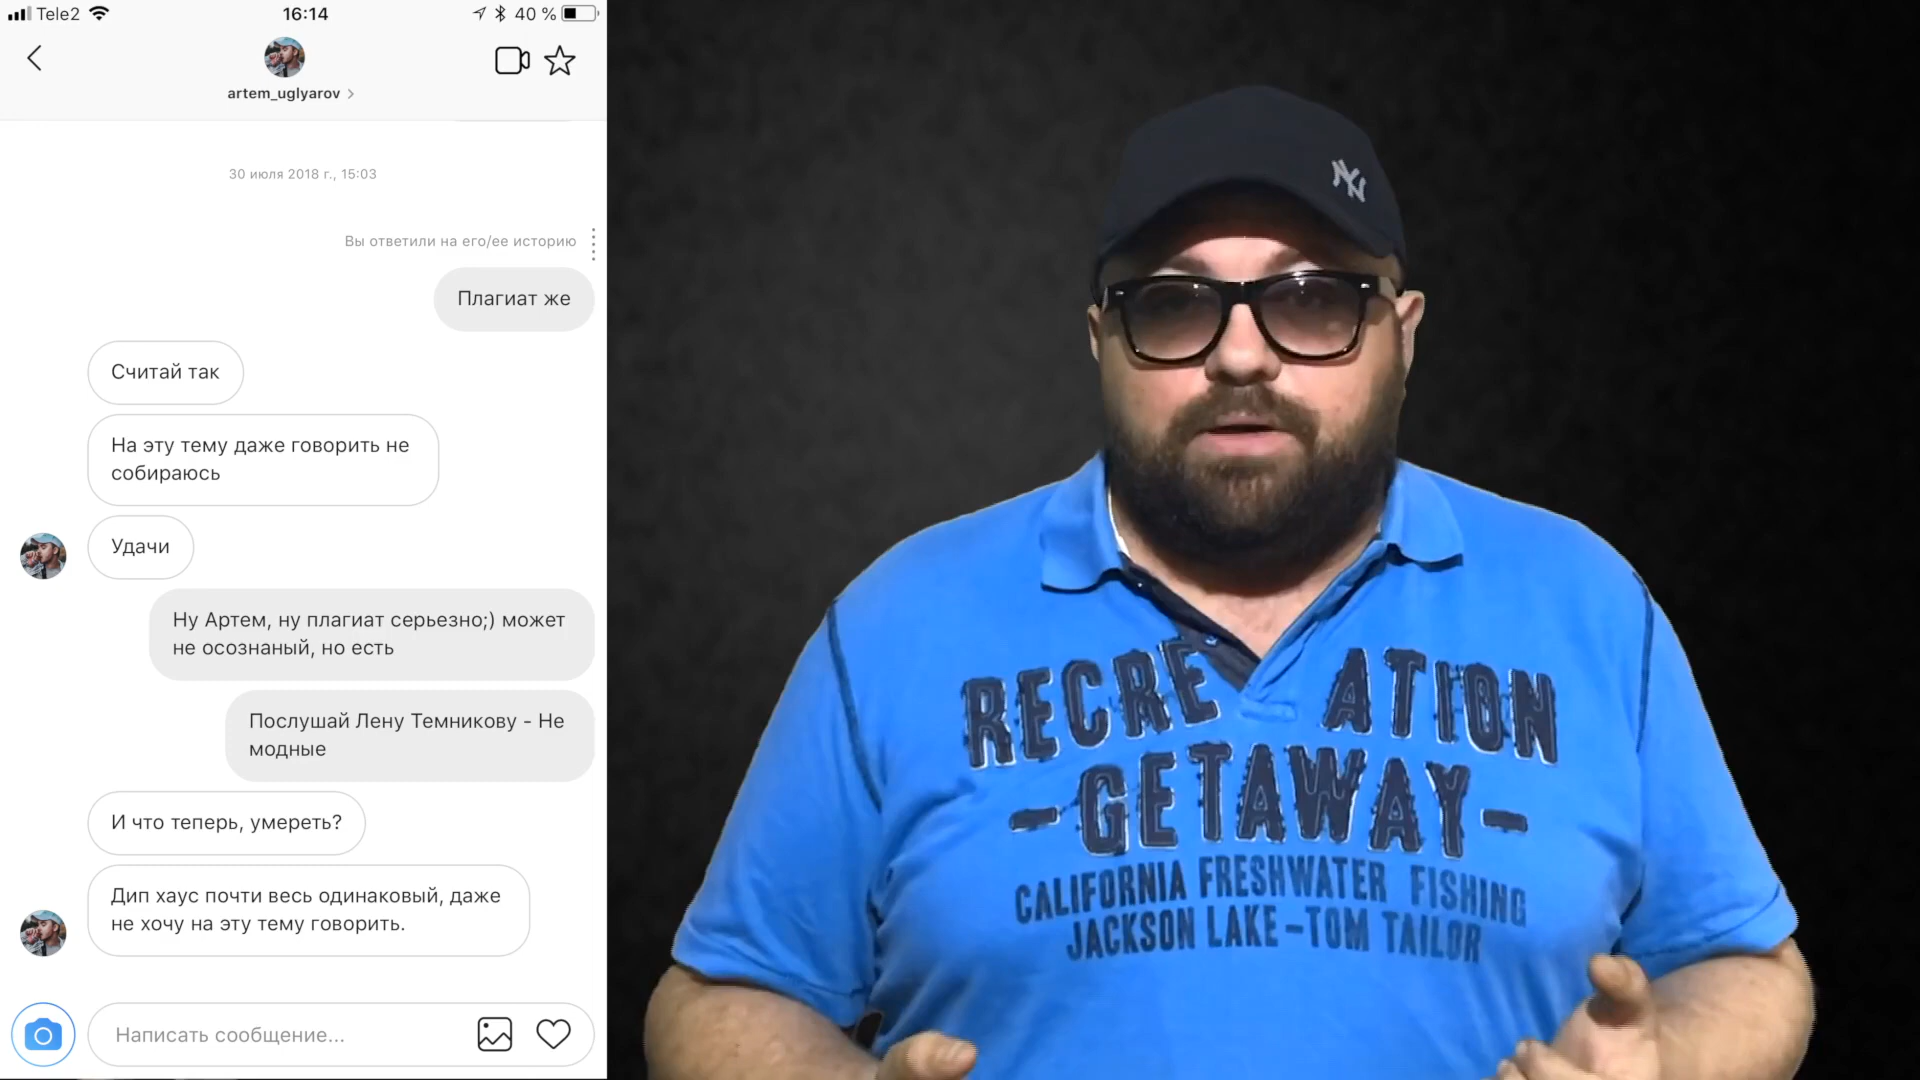 Tele2
16:14
40 %
artem_uglyarov
30 июля 2018 г., 15:03
Вы ответили на его/ее историю
Плагиат же
Считай так
На эту тему даже говорить не
собираюсь
Удачи
Ну Артем, ну плагиат серьезно;) может
не осознаный, но есть
Послушай Лену Темникову - Не
модные
И что теперь, умереть?
Дип хаус почти весь одинаковый, даже
не хочу на эту тему говорить.
Написать сообщение...
NY
RECRE ATION
-GETAWAY-
CALIFORNIA FRESHWATER FISHING
JACKSON LAKE-TOM TAILOR